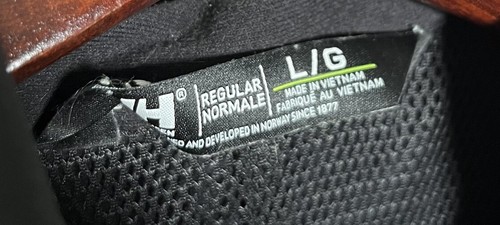 H®
REGULAR
NORMALE
L/G
MADE IN VIETNAM
FABRIQUÉ AU VIETNAM
AND DEVELOPED IN NORWAY SINCE 1877